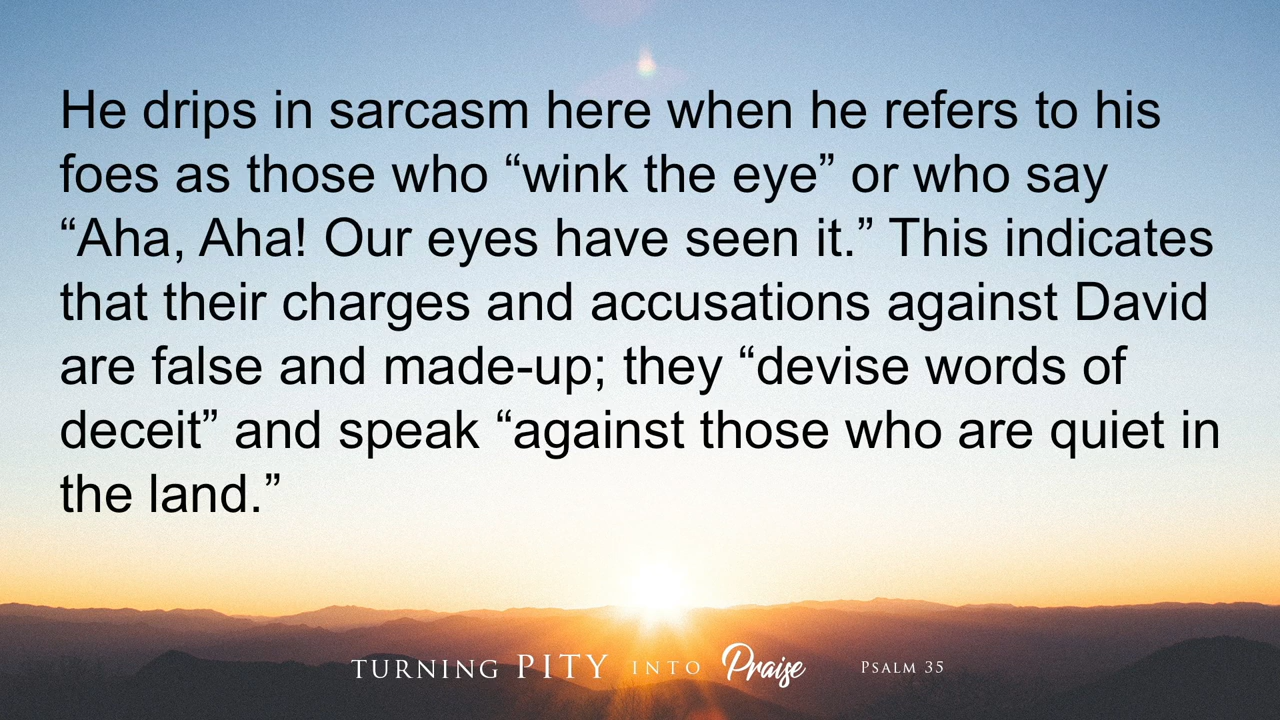 He drips in sarcasm here when he refers to his
foes as those who “wink the eye” or who say
“Aha, Aha! Our eyes have seen it.” This indicates
that their charges and accusations against David
are false and made-up; they “devise words of
deceit” and speak “against those who are quiet in
the land.”
TURNING PITY INTO Praise PSALM 35